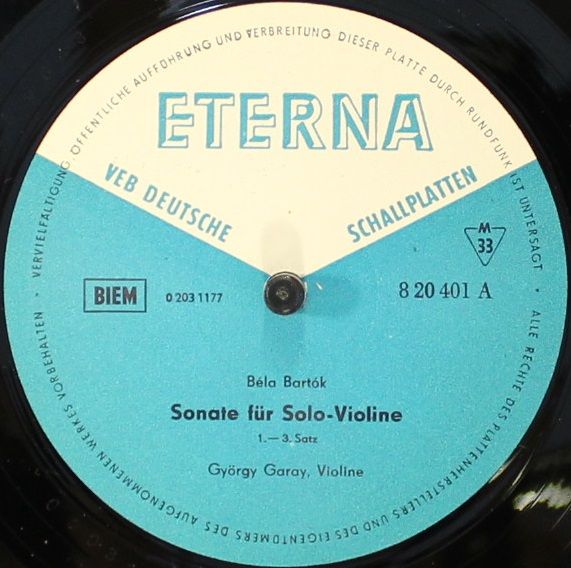 VERVIELFÄLTIGUNG, ÖFFENTLICHE AUFFÜHRUNG UND VERBREITUNG DIESER PLATTE DURCH RUNDFUNK IST UNTERSAGT • ALLE RECHTE DES PLATTENHERSTELLERS UND DES EIGENTÜMERS DES AUFGENOMMENEN WERKES VORBEHALTEN •
ETERNA
VEB DEUTSCHE SCHALLPLATTEN
M
33
BIEM
0 203 1177
8 20 401 A
Béla Bartók
Sonate für Solo-Violine
1.— 3. Satz
György Garay, Violine